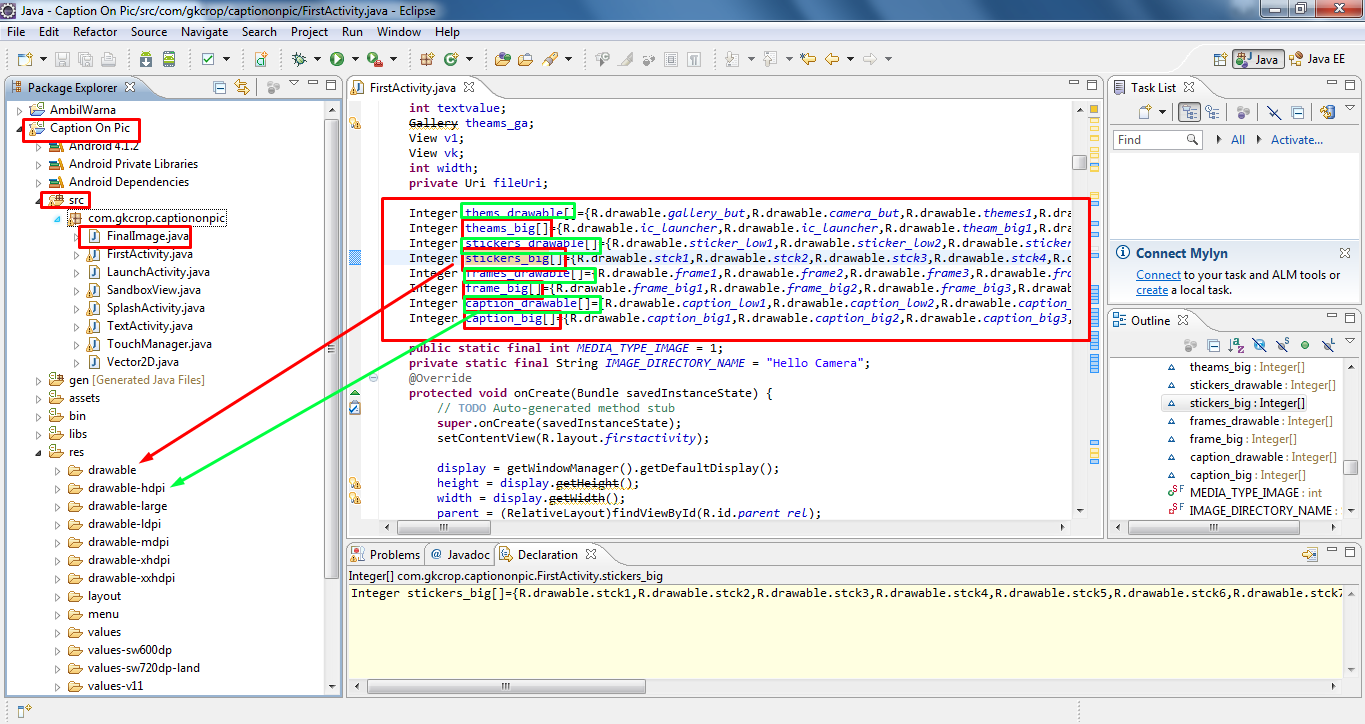 Java - Caption On Pic/src/com/gkcrop/captiononpic/FirstActivity.java - Eclipse
File Edit Refactor Source Navigate Search Project Run Window Help
Java Java EE
Package Explorer
AmbilWarna
Caption On Pic
Android 4.1.2
Android Private Libraries
Android Dependencies
src
com.gkcrop.captiononpic
FinalImage.java
FirstActivity.java
LaunchActivity.java
SandboxView.java
SplashActivity.java
TextActivity.java
TouchManager.java
Vector2D.java
gen [Generated Java Files]
assets
bin
libs
res
drawable
drawable-hdpi
drawable-large
drawable-ldpi
drawable-mdpi
drawable-xhdpi
drawable-xxhdpi
layout
menu
values
values-sw600dp
values-sw720dp-land
values-v11
FirstActivity.java
int textvalue;
Gallery theams_ga;
View v1;
View vk;
int width;
private Uri fileUri;
Integer thems_drawable[]={R.drawable.gallery_but,R.drawable.camera_but,R.drawable.themes1,R.dra
Integer theams_big[]={R.drawable.ic_launcher,R.drawable.ic_launcher,R.drawable.theam_big1,R.dra
Integer stickers_drawable[]={R.drawable.sticker_low1,R.drawable.sticker_low2,R.drawable.sticker
Integer stickers_big[]={R.drawable.stck1,R.drawable.stck2,R.drawable.stck3,R.drawable.stck4,R.d
Integer frames_drawable[]={R.drawable.frame1,R.drawable.frame2,R.drawable.frame3,R.drawable.fra
Integer frame_big[]={R.drawable.frame_big1,R.drawable.frame_big2,R.drawable.frame_big3,R.drawab
Integer caption_drawable[]={R.drawable.caption_low1,R.drawable.caption_low2,R.drawable.caption_
Integer caption_big[]={R.drawable.caption_big1,R.drawable.caption_big2,R.drawable.caption_big3,
public static final int MEDIA_TYPE_IMAGE = 1;
private static final String IMAGE_DIRECTORY_NAME = "Hello Camera";
@Override
protected void onCreate(Bundle savedInstanceState) {
// TODO Auto-generated method stub
super.onCreate(savedInstanceState);
setContentView(R.layout.firstactivity);
display = getWindowManager().getDefaultDisplay();
height = display.getHeight();
width = display.getWidth();
parent = (RelativeLayout)findViewById(R.id.parent_rel);
Task List
Find All Activate...
Connect Mylyn
Connect to your task and ALM tools or
create a local task.
Outline
theams_big : Integer[]
stickers_drawable : Integer[]
stickers_big : Integer[]
frames_drawable : Integer[]
frame_big : Integer[]
caption_drawable : Integer[]
caption_big : Integer[]
MEDIA_TYPE_IMAGE : int
IMAGE_DIRECTORY_NAME :
Problems Javadoc Declaration
Integer[] com.gkcrop.captiononpic.FirstActivity.stickers_big
Integer stickers_big[]={R.drawable.stck1,R.drawable.stck2,R.drawable.stck3,R.drawable.stck4,R.drawable.stck5,R.drawable.stck6,R.drawable.stck7